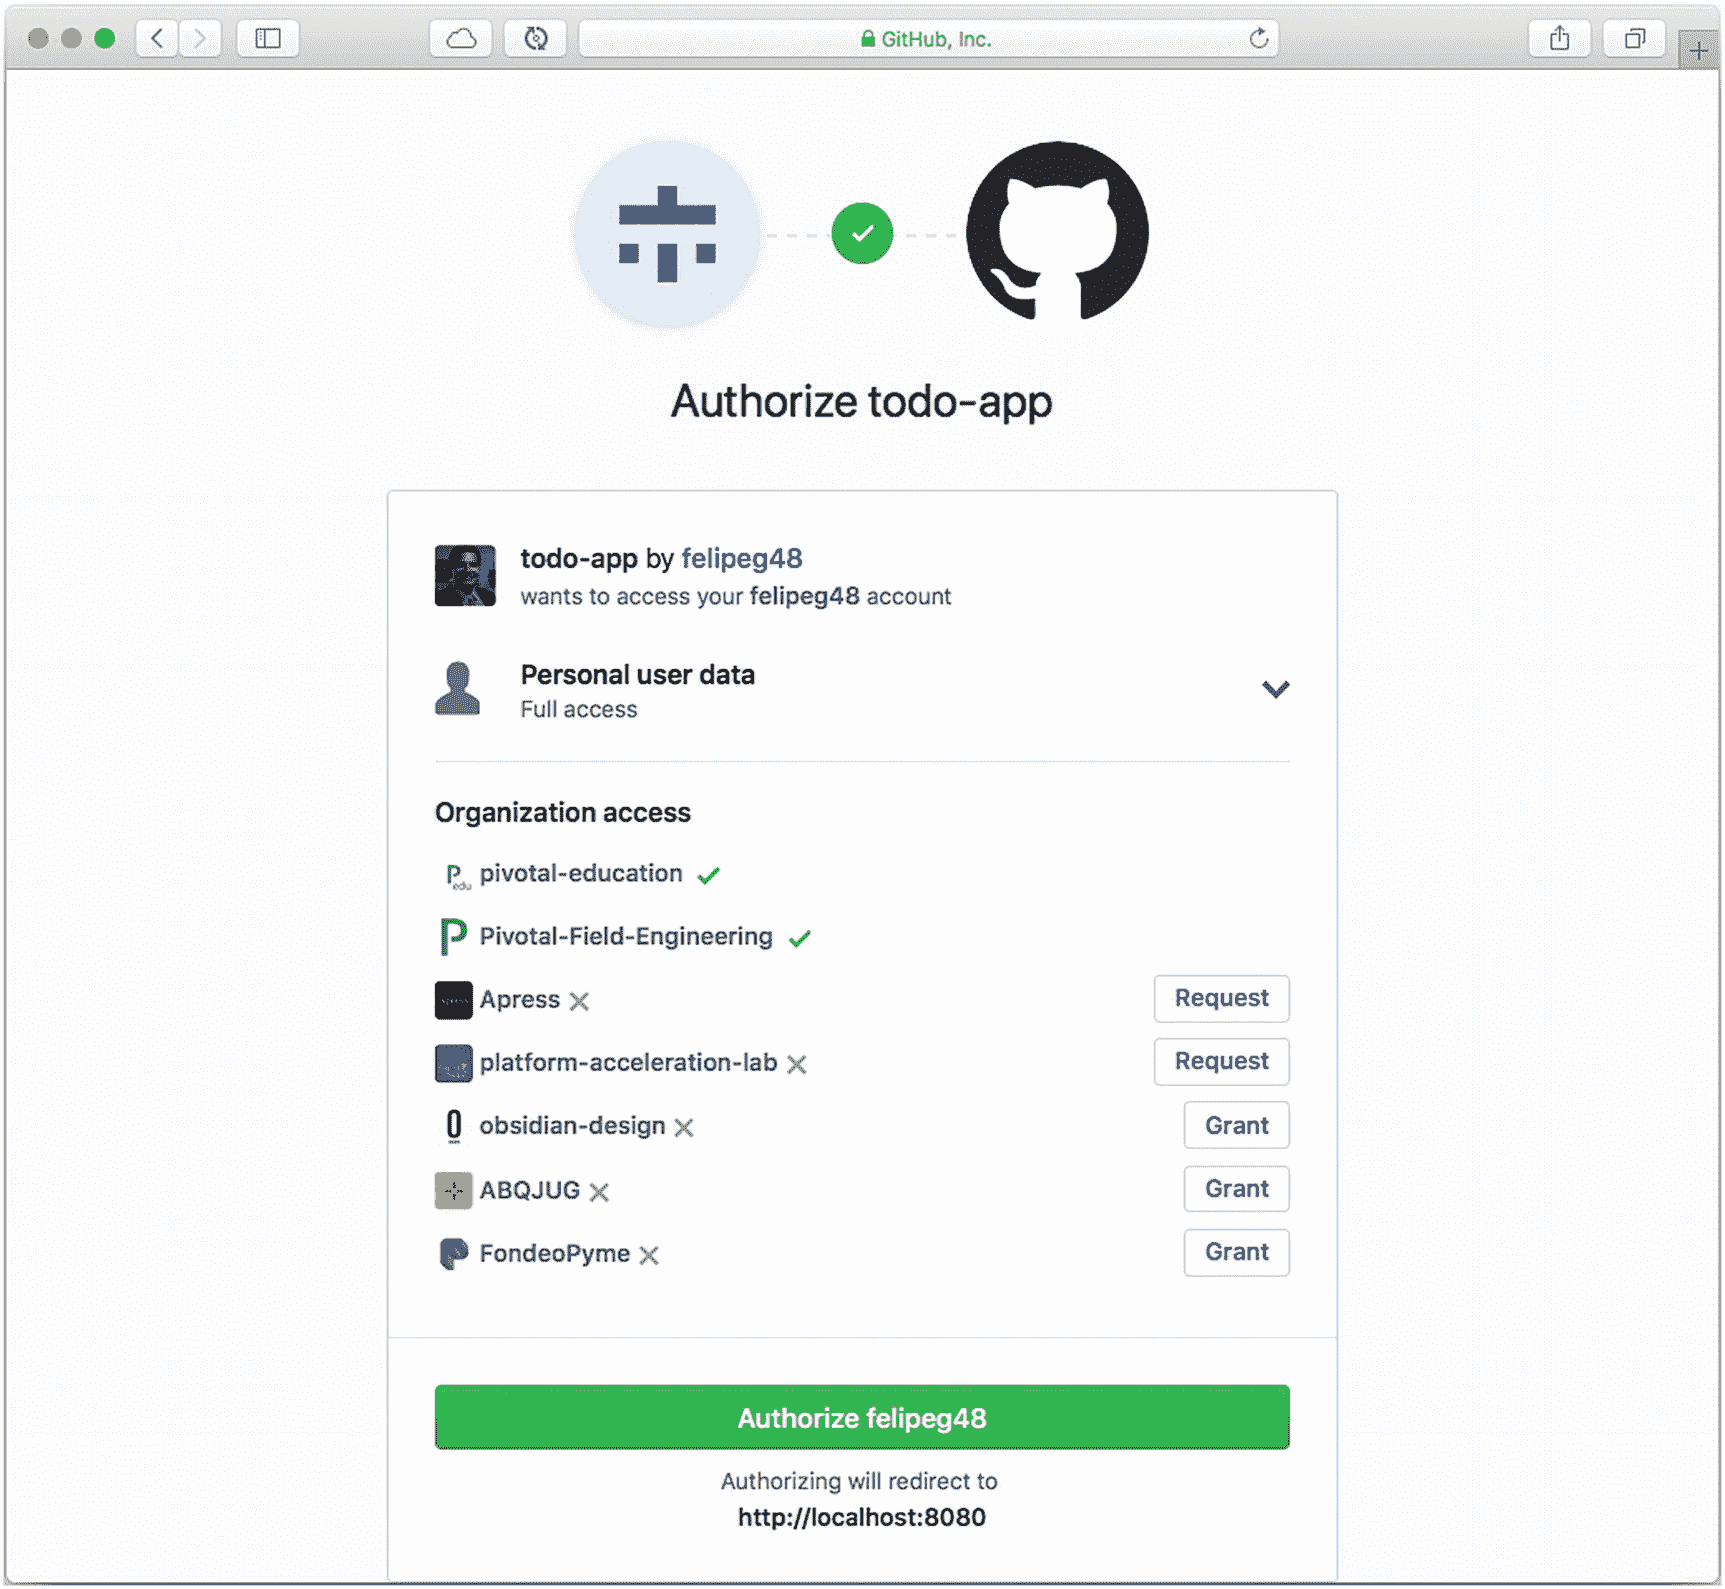 GitHub, Inc.
Authorize todo-app
todo-app by felipeg48
wants to access your felipeg48 account
Personal user data
Full access
Organization access
P edu pivotal-education
P Pivotal-Field-Engineering
Apress Request
platform-acceleration-lab Request
obsidian-design Grant
ABQJUG Grant
FondeoPyme Grant
Authorize felipeg48
Authorizing will redirect to
http://localhost:8080